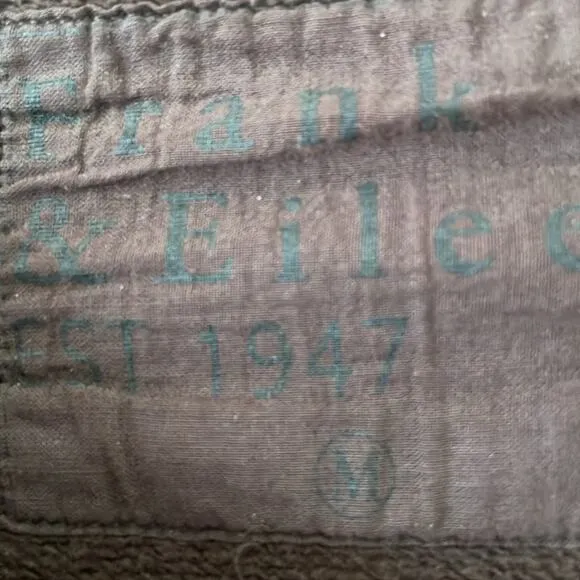 Frank
& Eilee
EST 1947
M